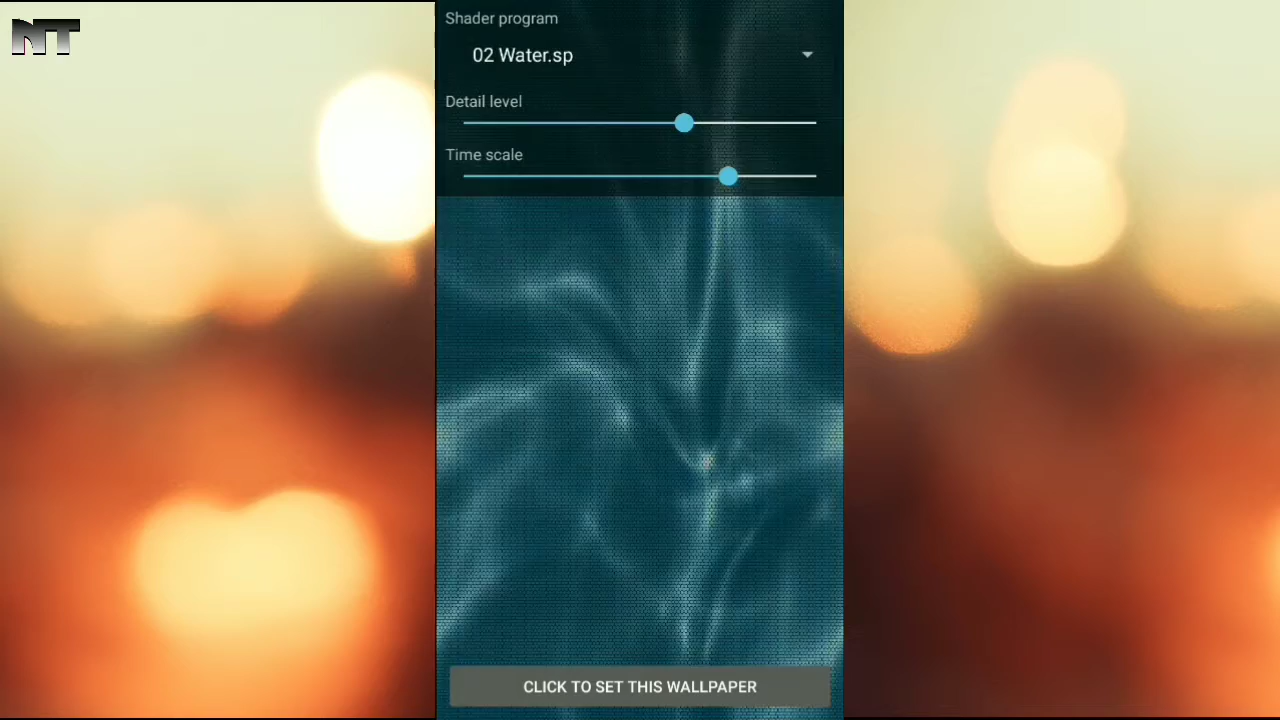 NT
Shader program
02 Water.sp
Detail level
Time scale
CLICK TO SET THIS WALLPAPER